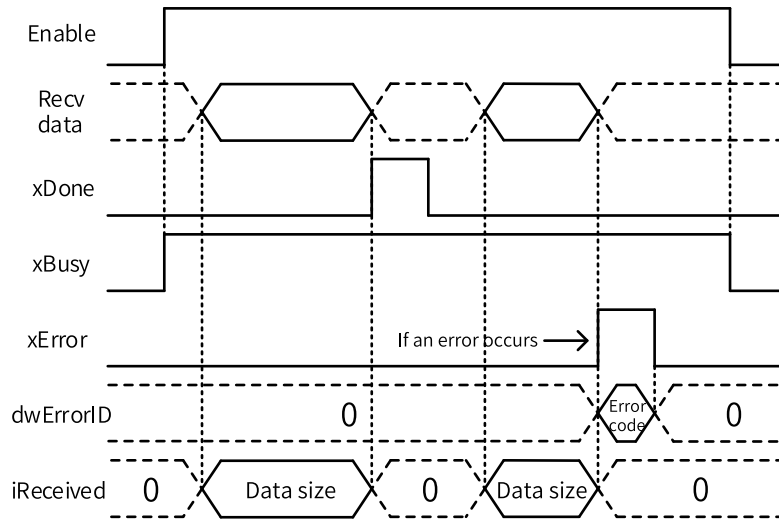 Enable
Recv
data
xDone
xBusy
xError
If an error occurs
dwErrorID
0
Error
code
0
iReceived
0
Data size
0
Data size
0